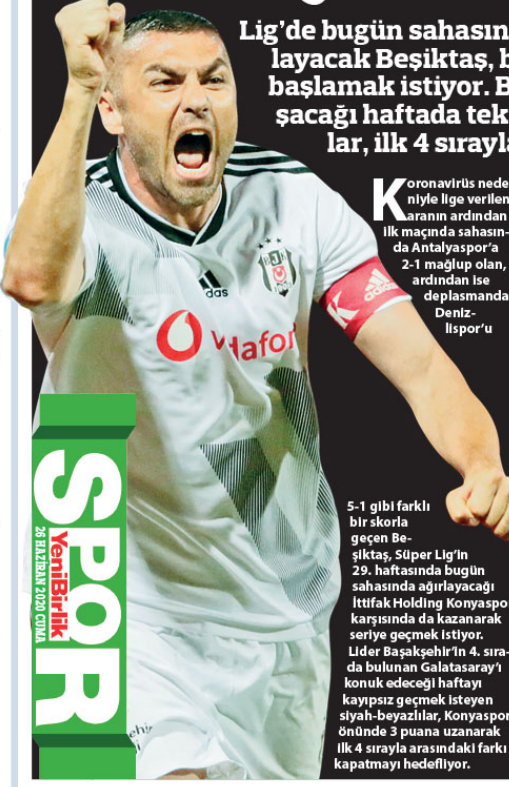 Lig'de bugün sahasın
layacak Beşiktaş, b
başlamak istiyor. B
şacağı haftada tek
lar, ilk 4 sırayla
Koronavirüs nede
niyle lige verilen
aranın ardından
ilk maçında sahasın-
da Antalyaspor'a
2-1 mağlup olan,
ardından ise
deplasmanda
Deniz-
lispor'u
5-1 gibi farklı
bir skorla
geçen Be-
şiktaş, Süper Lig'in
29. haftasında bugün
sahasında ağırlayacağı
İttifak Holding Konyaspo
karşısında da kazanarak
seriye geçmek istiyor.
Lider Başakşehir'in 4. sıra-
da bulunan Galatasaray'ı
konuk edeceği haftayı
kayıpsız geçmek isteyen
siyah-beyazlılar, Konyaspor
önünde 3 puana uzanarak
ilk 4 sırayla arasındaki farkı
kapatmayı hedefliyor.
SPOR
YeniBirlik
26 HAZİRAN 2020 CUMA
adidas
K